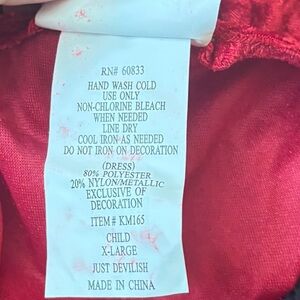 RN# 60833
HAND WASH COLD
USE ONLY
NON-CHLORINE BLEACH
WHEN NEEDED
LINE DRY
COOL IRON AS NEEDED
DO NOT IRON ON DECORATION
(DRESS)
80% POLYESTER
20% NYLON/METALLIC
EXCLUSIVE OF
DECORATION
ITEM# KM165
CHILD
X-LARGE
JUST DEVILISH
MADE IN CHINA